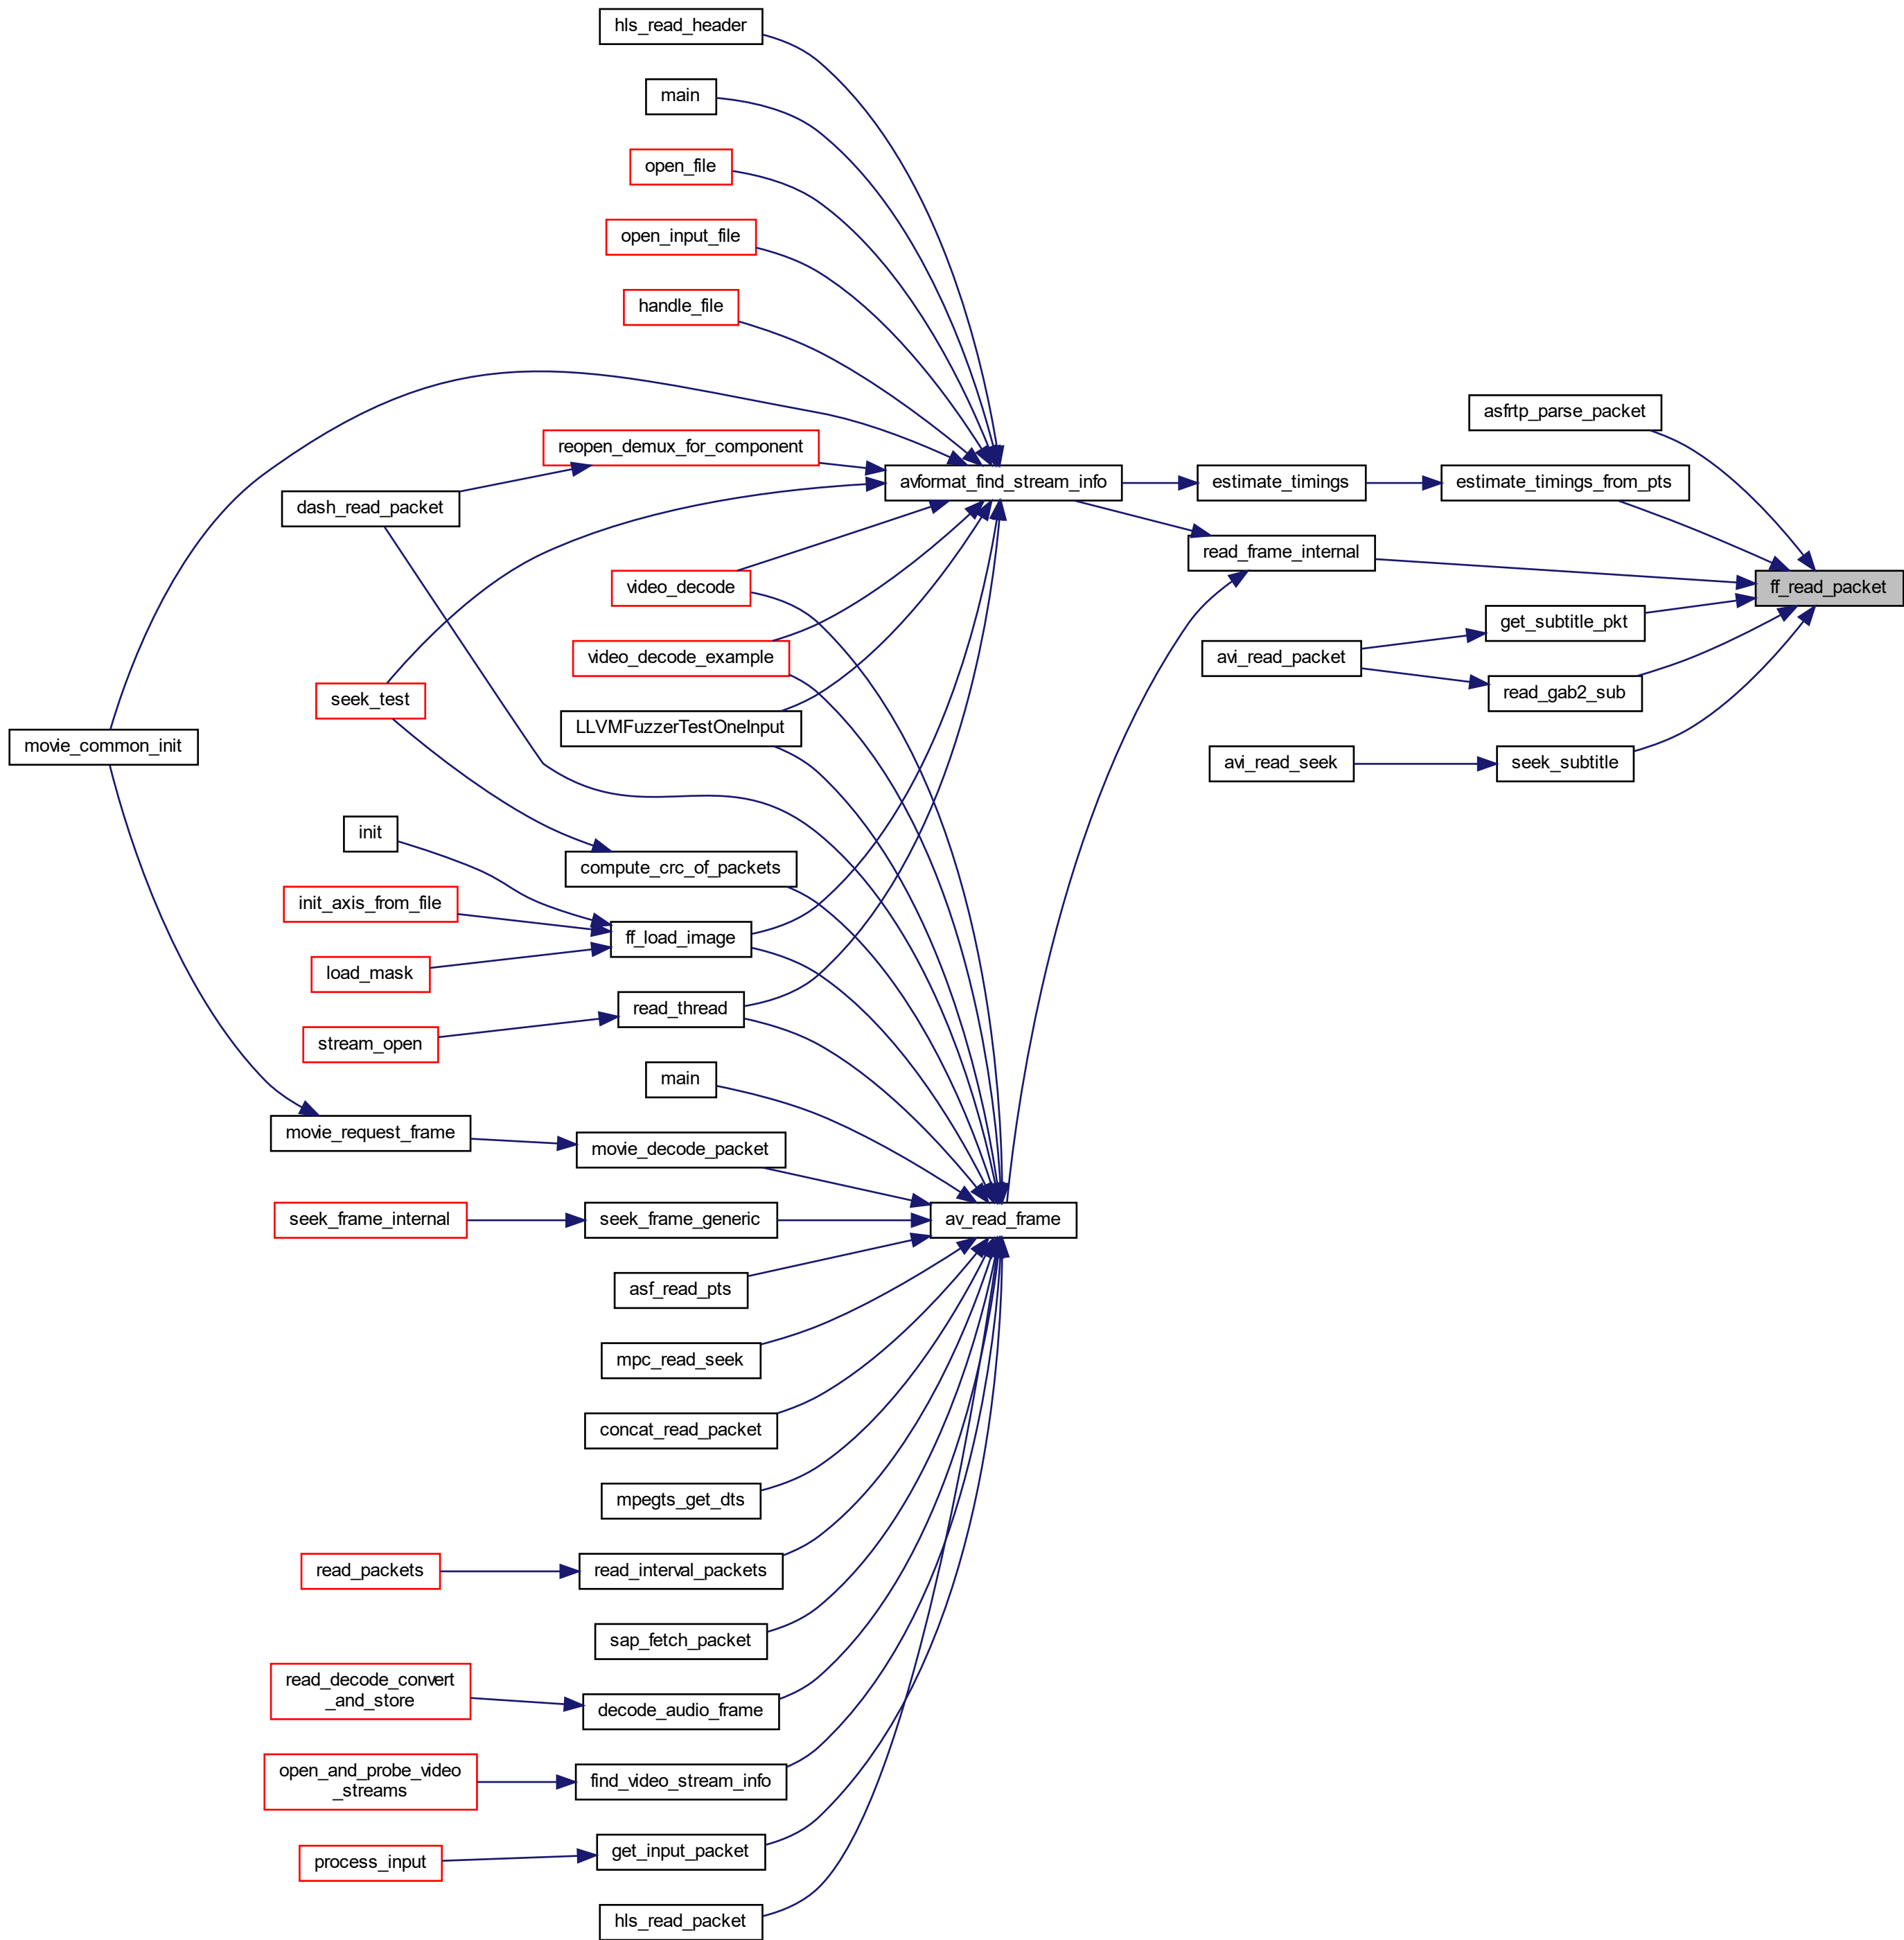 hls_read_header
main
open_file
open_input_file
handle_file
asfrtp_parse_packet
reopen_demux_for_component
avformat_find_stream_info
estimate_timings
estimate_timings_from_pts
dash_read_packet
read_frame_internal
video_decode
ff_read_packet
get_subtitle_pkt
video_decode_example
avi_read_packet
read_gab2_sub
seek_test
LLVMFuzzerTestOneInput
movie_common_init
avi_read_seek
seek_subtitle
init
compute_crc_of_packets
init_axis_from_file
ff_load_image
load_mask
read_thread
stream_open
main
movie_request_frame
movie_decode_packet
seek_frame_internal
seek_frame_generic
av_read_frame
asf_read_pts
mpc_read_seek
concat_read_packet
mpegts_get_dts
read_packets
read_interval_packets
sap_fetch_packet
read_decode_convert
_and_store
decode_audio_frame
open_and_probe_video
_streams
find_video_stream_info
process_input
get_input_packet
hls_read_packet